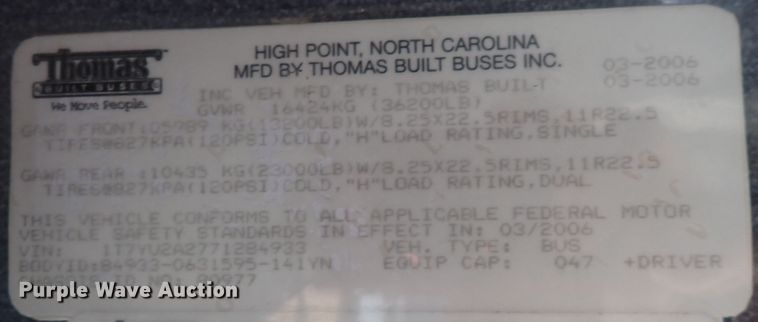 Thomas
BUILT BUSES
We Move People.
HIGH POINT, NORTH CAROLINA
MFD BY THOMAS BUILT BUSES INC. 03-2006
INC VEH MFD BY: THOMAS BUILT 03-2006
GVWR 16424KG (36200LB)
GAWR FRONT:05989 KG(13200LB)W/8.25X22.5RIMS,11R22.5
TIRES@827KPA(120PSI)COLD,"H"LOAD RATING,SINGLE
GAWR REAR :10435 KG(23000LB)W/8.25X22.5RIMS,11R22.5
TIRES@827KPA(120PSI)COLD,"H"LOAD RATING,DUAL
THIS VEHICLE CONFORMS TO ALL APPLICABLE FEDERAL MOTOR
VEHICLE SAFETY STANDARDS IN EFFECT IN: 03/2006
VIN: 1T7YU2A2771284933 VEH. TYPE: BUS
BODYID:84933-0631595-141YN EQUIP CAP: 047 +DRIVER
Purple Wave Auction